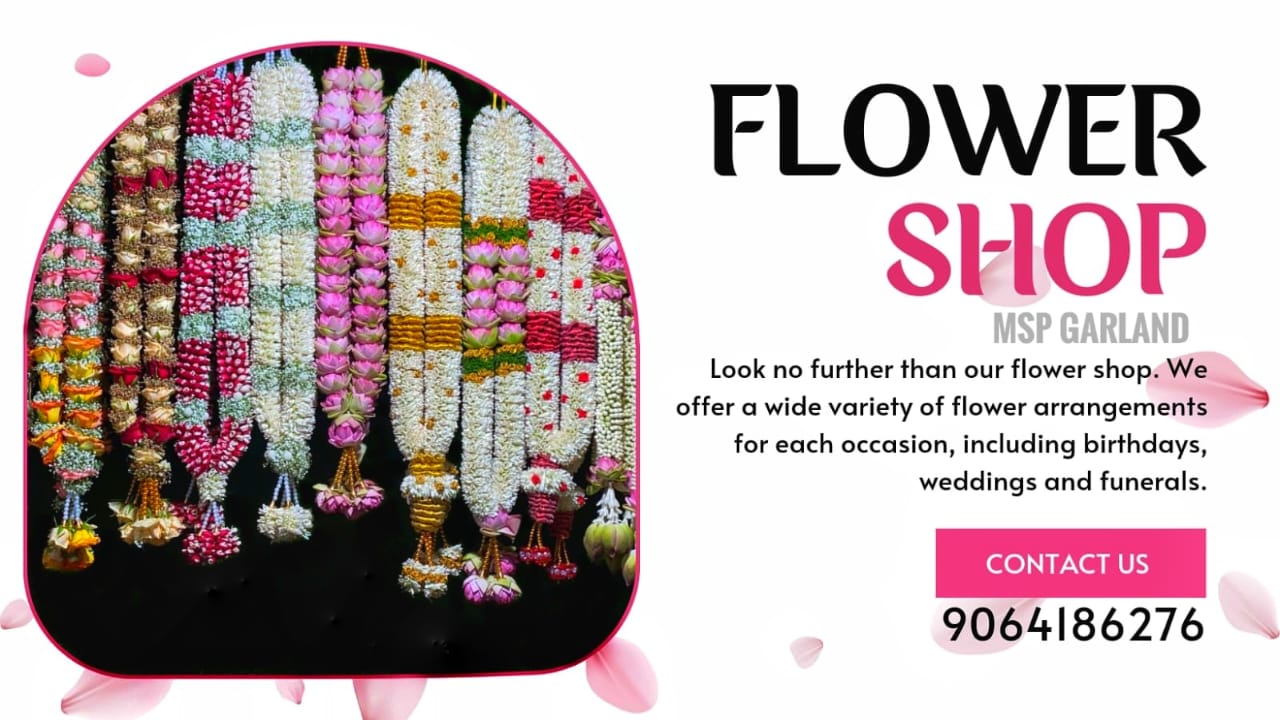 FLOWER
SHOP
MSP GARLAND
Look no further than our flower shop. We
offer a wide variety of flower arrangements
for each occasion, including birthdays,
weddings and funerals.
CONTACT US
9064186276